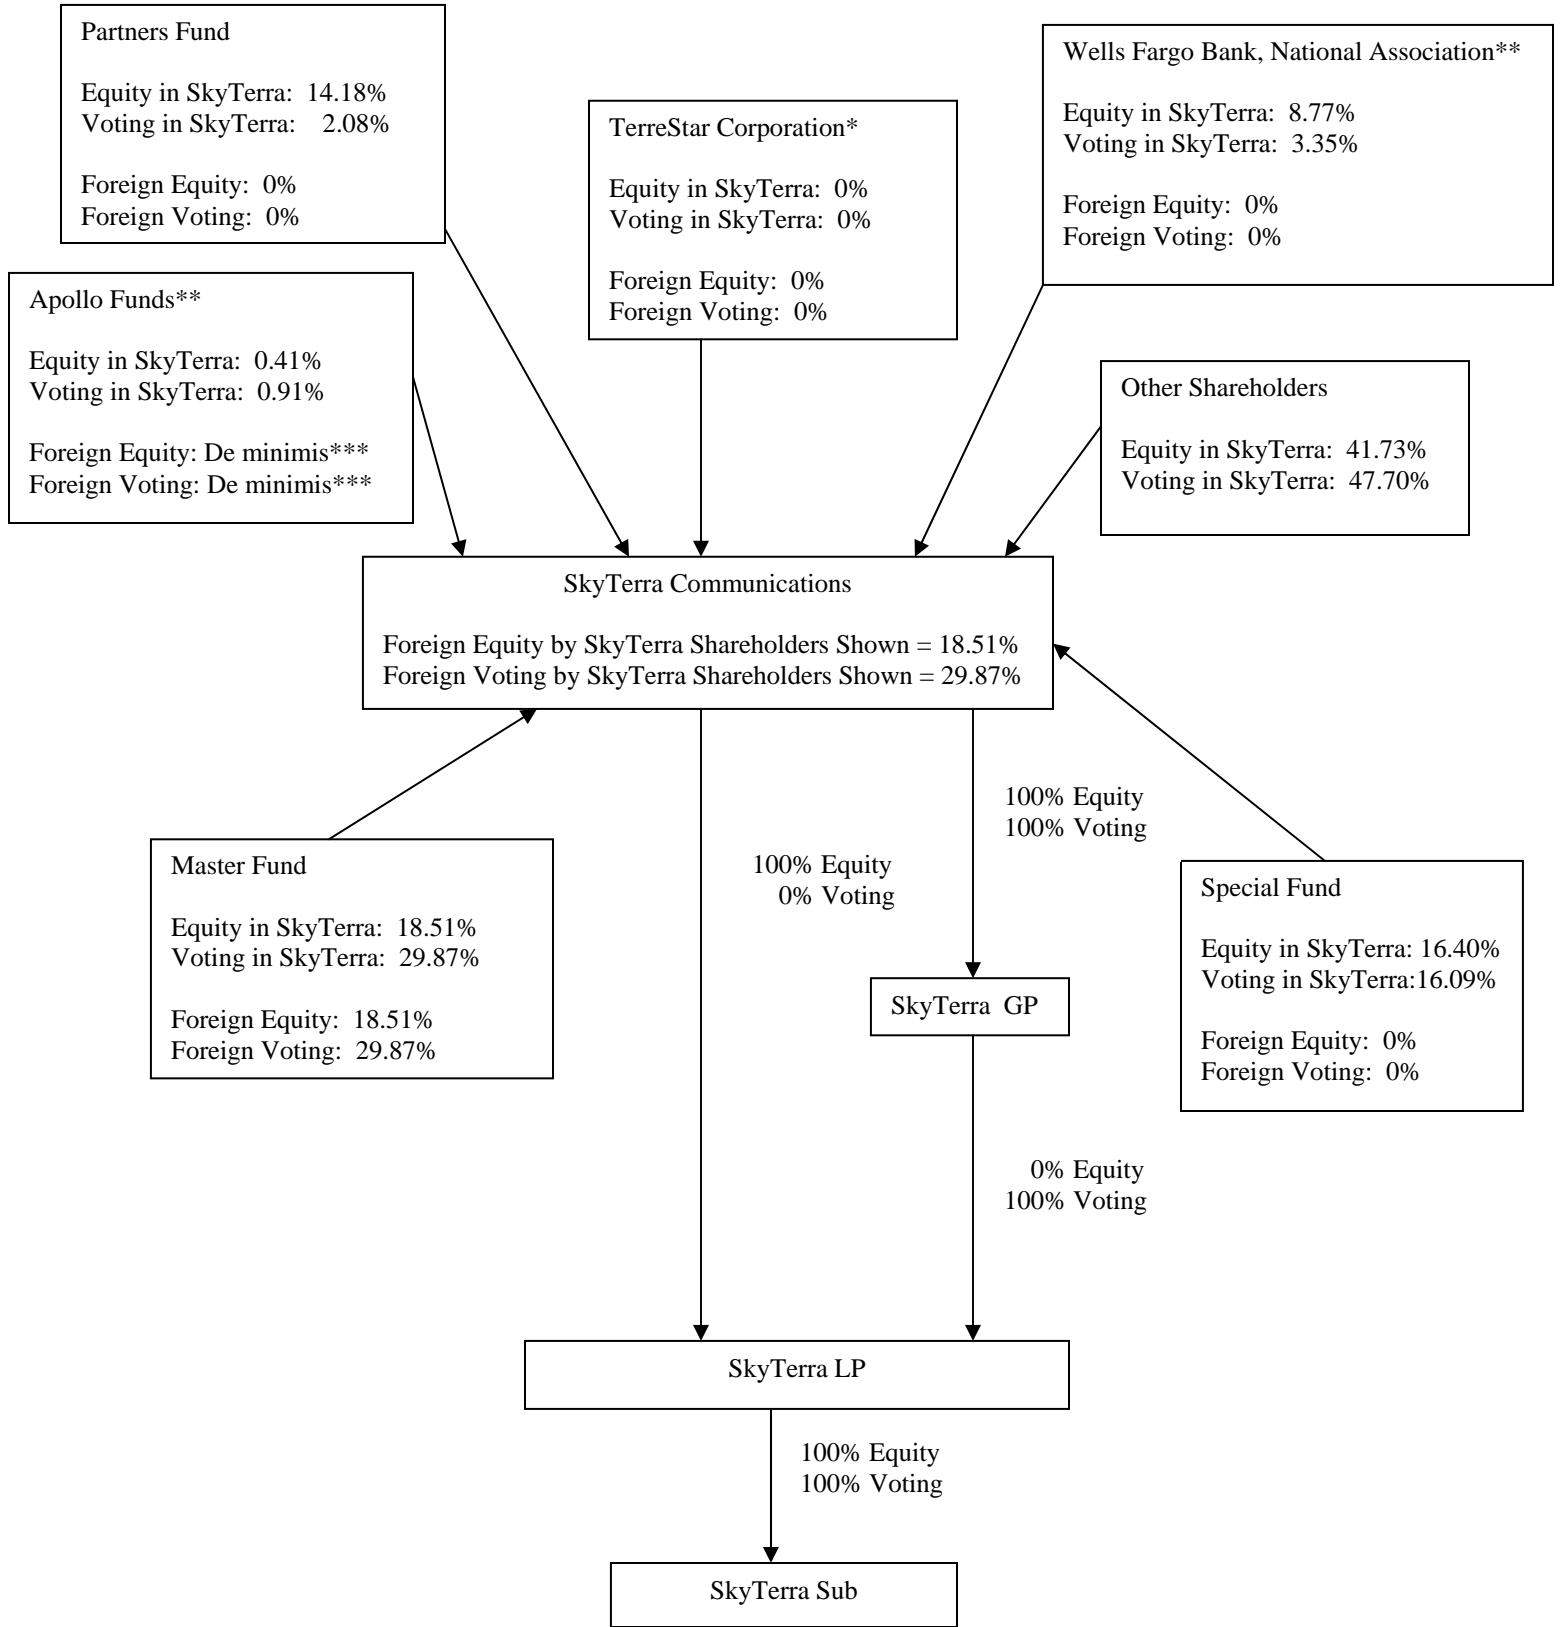 Partners Fund
Equity in SkyTerra: 14.18%
Voting in SkyTerra: 2.08%
Foreign Equity: 0%
Foreign Voting: 0%
Wells Fargo Bank, National Association**
Equity in SkyTerra: 8.77%
Voting in SkyTerra: 3.35%
Foreign Equity: 0%
Foreign Voting: 0%
TerreStar Corporation*
Equity in SkyTerra: 0%
Voting in SkyTerra: 0%
Foreign Equity: 0%
Foreign Voting: 0%
Apollo Funds**
Equity in SkyTerra: 0.41%
Voting in SkyTerra: 0.91%
Foreign Equity: De minimis***
Foreign Voting: De minimis***
Other Shareholders
Equity in SkyTerra: 41.73%
Voting in SkyTerra: 47.70%
SkyTerra Communications
Foreign Equity by SkyTerra Shareholders Shown = 18.51%
Foreign Voting by SkyTerra Shareholders Shown = 29.87%
100% Equity
100% Voting
100% Equity
0% Voting
Master Fund
Equity in SkyTerra: 18.51%
Voting in SkyTerra: 29.87%
Foreign Equity: 18.51%
Foreign Voting: 29.87%
Special Fund
Equity in SkyTerra: 16.40%
Voting in SkyTerra:16.09%
Foreign Equity: 0%
Foreign Voting: 0%
SkyTerra GP
0% Equity
100% Voting
SkyTerra LP
100% Equity
100% Voting
SkyTerra Sub